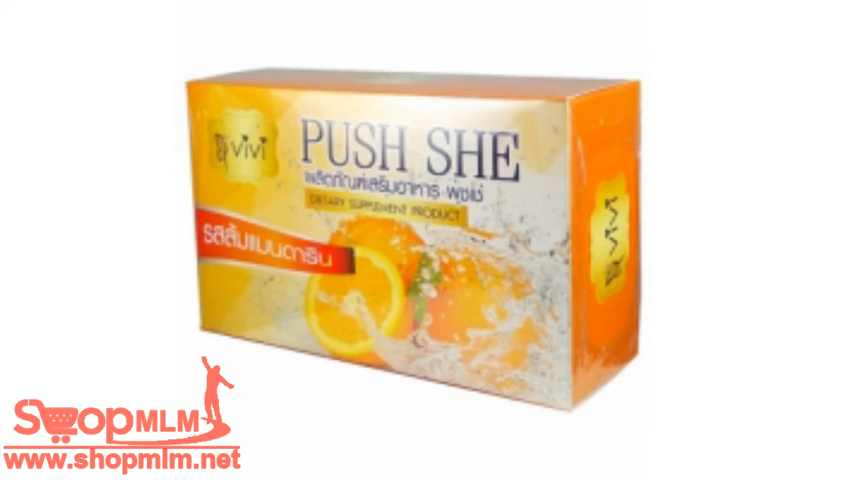 vivi
PUSH SHE
ผลิตภัณฑ์เสริมอาหาร พุชเช่
DIETARY SUPPLEMENT PRODUCT
รสส้มแมนดาริน
vivi
ShopMLM
www.shopmlm.net